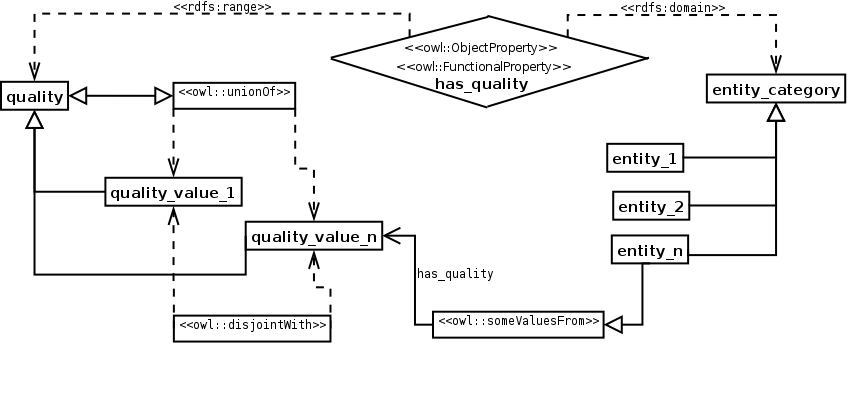 <<rdfs:range>>
<<rdfs:domain>>
<<owl::ObjectProperty>>
<<owl::FunctionalProperty>>
has_quality
quality
<<owl::unionOf>>
entity_category
entity_1
quality_value_1
entity_2
quality_value_n
entity_n
has_quality
<<owl::disjointWith>>
<<owl::someValuesFrom>>